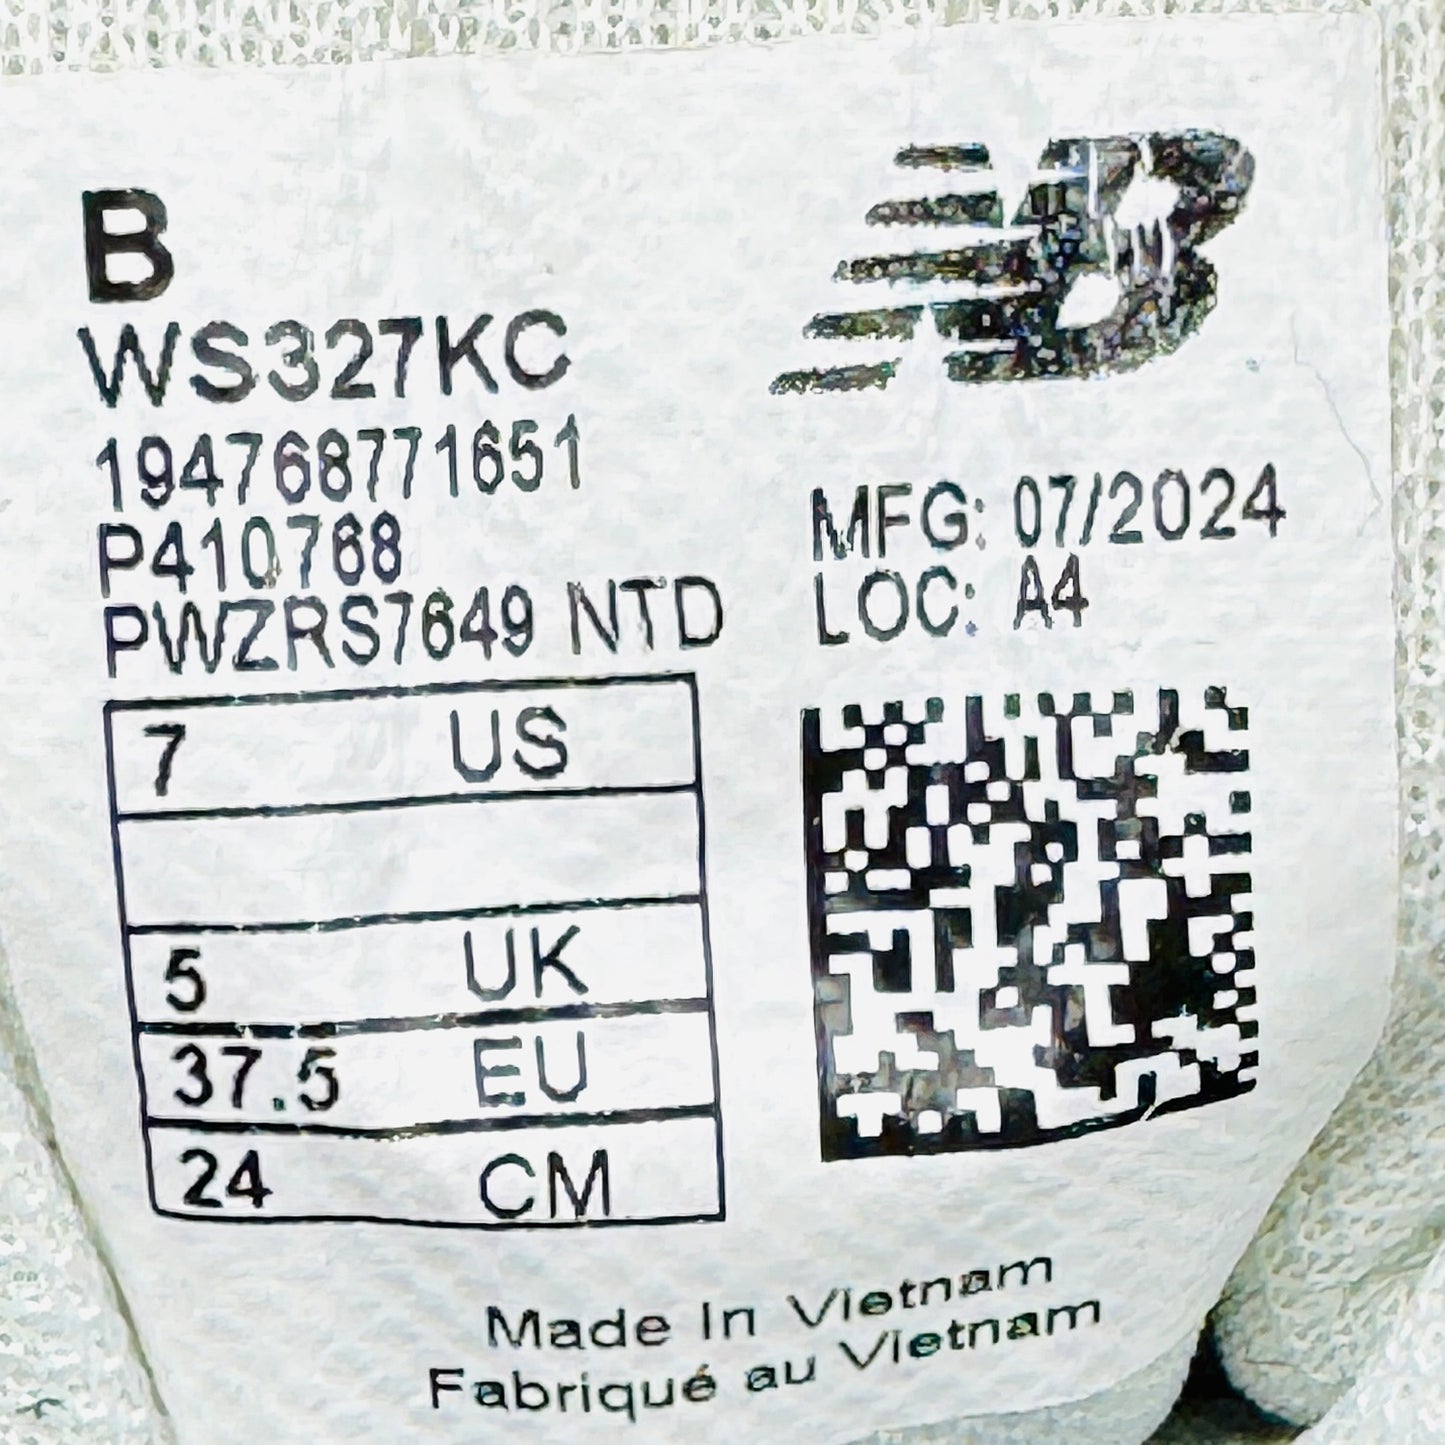 B
WS327KC
194768771651
P410768
PWZRS7649 NTD
MFG: 07/2024
LOC: A4
7 US
5 UK
37.5 EU
24 CM
Made In Vietnam
Fabriqué au Vietnam